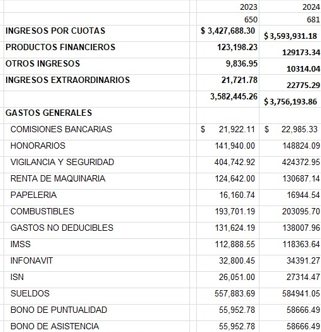 2023 2024
650 681
INGRESOS POR CUOTAS $ 3,427,688.30 $ 3,593,931.18
PRODUCTOS FINANCIEROS 123,198.23 129173.34
OTROS INGRESOS 9,836.95 10314.04
INGRESOS EXTRAORDINARIOS 21,721.78 22775.29
3,582,445.26 $ 3,756,193.86
GASTOS GENERALES
COMISIONES BANCARIAS $ 21,922.11 $ 22,985.33
HONORARIOS 141,940.00 148824.09
VIGILANCIA Y SEGURIDAD 404,742.92 424372.95
RENTA DE MAQUINARIA 124,642.00 130687.14
PAPELERIA 16,160.74 16944.54
COMBUSTIBLES 193,701.19 203095.70
GASTOS NO DEDUCIBLES 131,624.19 138007.96
IMSS 112,888.55 118363.64
INFONAVIT 32,800.45 34391.27
ISN 26,051.00 27314.47
SUELDOS 557,883.69 584941.05
BONO DE PUNTUALIDAD 55,952.78 58666.49
BONO DE ASISTENCIA 55,952.78 58666.49